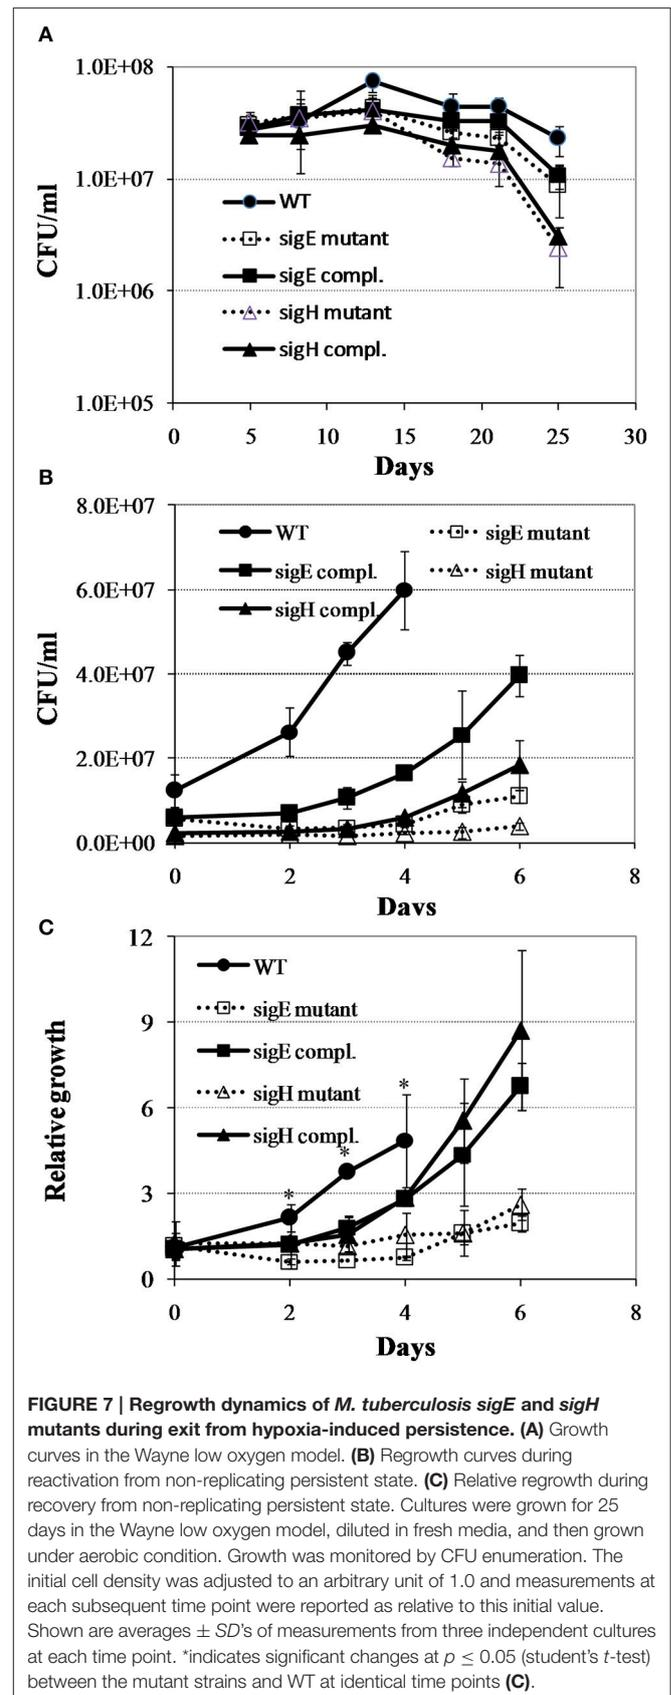 A
1.0E+08
1.0E+07
1.0E+06
1.0E+05
CFU/ml
WT
sigE mutant
sigE compl.
sigH mutant
sigH compl.
0 5 10 15 20 25 30
Days
B
8.0E+07
6.0E+07
4.0E+07
2.0E+07
0.0E+00
CFU/ml
WT
sigE mutant
sigE compl.
sigH mutant
sigH compl.
0 2 4 6 8
Days
C
12
9
6
3
0
Relative growth
WT
sigE mutant
sigE compl.
sigH mutant
sigH compl.
* * *
0 2 4 6 8
Days
FIGURE 7 | Regrowth dynamics of M. tuberculosis sigE and sigH
mutants during exit from hypoxia-induced persistence. (A) Growth
curves in the Wayne low oxygen model. (B) Regrowth curves during
reactivation from non-replicating persistent state. (C) Relative regrowth during
recovery from non-replicating persistent state. Cultures were grown for 25
days in the Wayne low oxygen model, diluted in fresh media, and then grown
under aerobic condition. Growth was monitored by CFU enumeration. The
initial cell density was adjusted to an arbitrary unit of 1.0 and measurements at
each subsequent time point were reported as relative to this initial value.
Shown are averages ± SD's of measurements from three independent cultures
at each time point. *indicates significant changes at p ≤ 0.05 (student's t-test)
between the mutant strains and WT at identical time points (C).